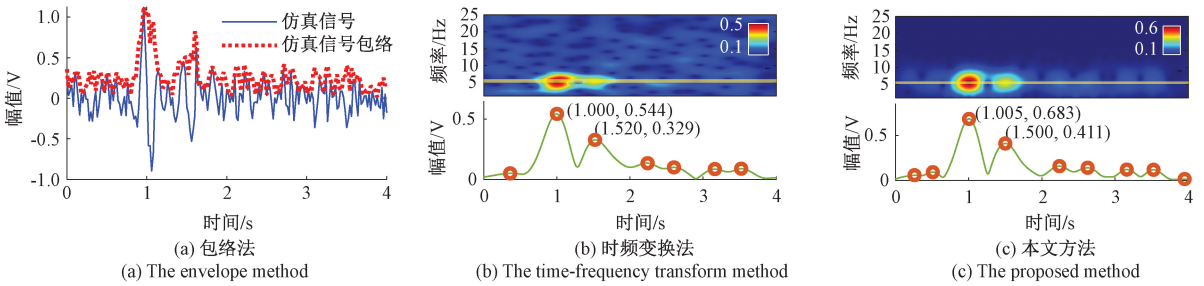 幅值/V
1.0
0.5
0
-0.5
-1.0
仿真信号
仿真信号包络
0
1
2
3
4
时间/s
(a) 包络法
(a) The envelope method
频率/Hz
25
20
15
10
5
0.5
0.1
幅值/V
0.5
0
(1.000, 0.544)
(1.520, 0.329)
0
1
2
3
4
时间/s
(b) 时频变换法
(b) The time-frequency transform method
频率/Hz
25
20
15
10
5
0.6
0.1
幅值/V
0.5
0
(1.005, 0.683)
(1.500, 0.411)
0
1
2
3
4
时间/s
(c) 本文方法
(c) The proposed method